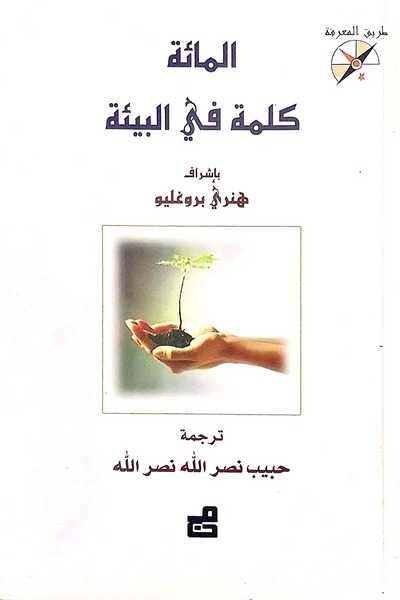 طريق المعرفة
المائة
كلمة في البيئة
بإشراف
هنري بروغليو
ترجمة
حبيب نصر الله نصر الله